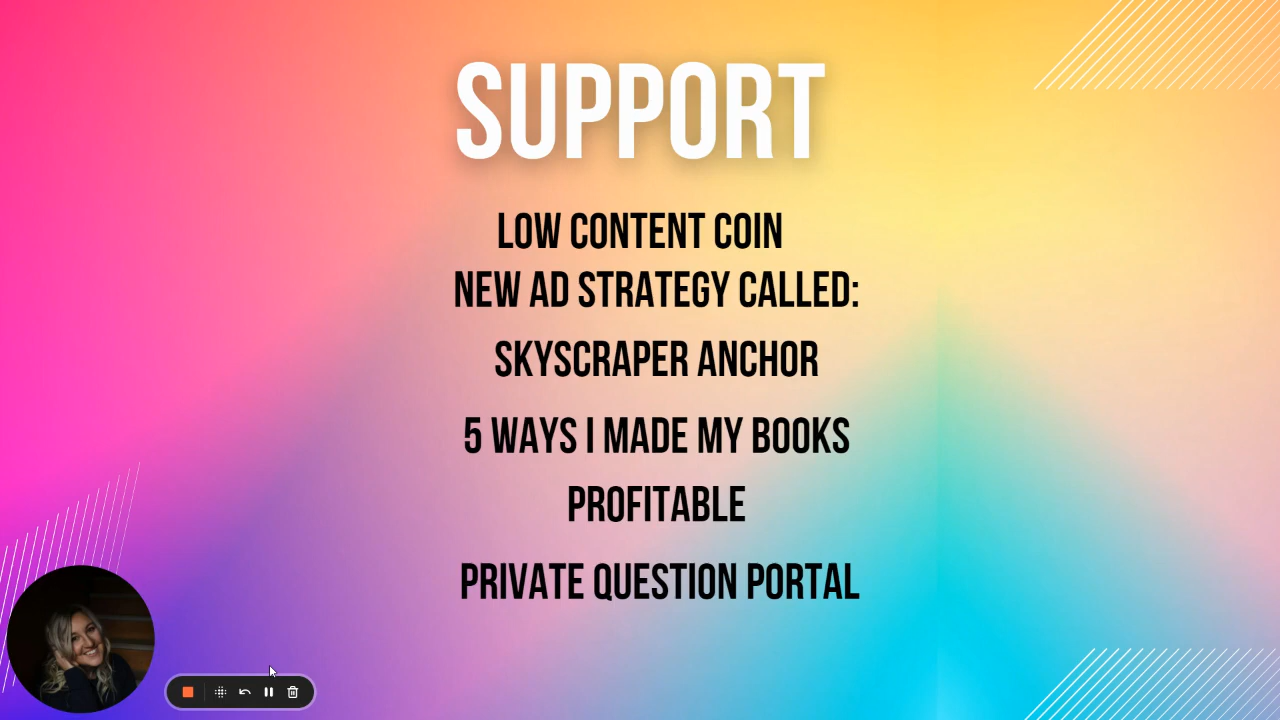 SUPPORT
LOW CONTENT COIN
NEW AD STRATEGY CALLED:
SKYSCRAPER ANCHOR
5 WAYS I MADE MY BOOKS
PROFITABLE
PRIVATE QUESTION PORTAL